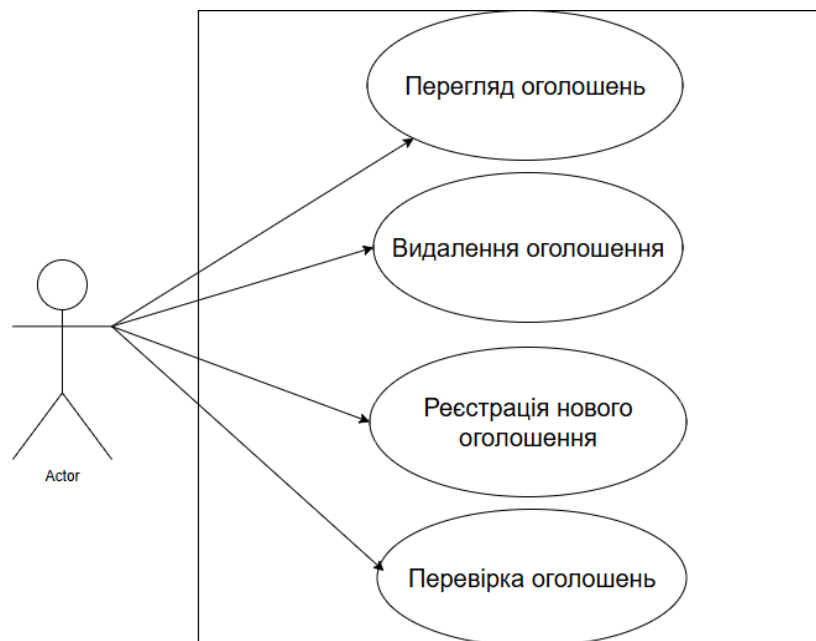 Перегляд оголошень
Видалення оголошення
Реєстрація нового
оголошення
Actor
Перевірка оголошень